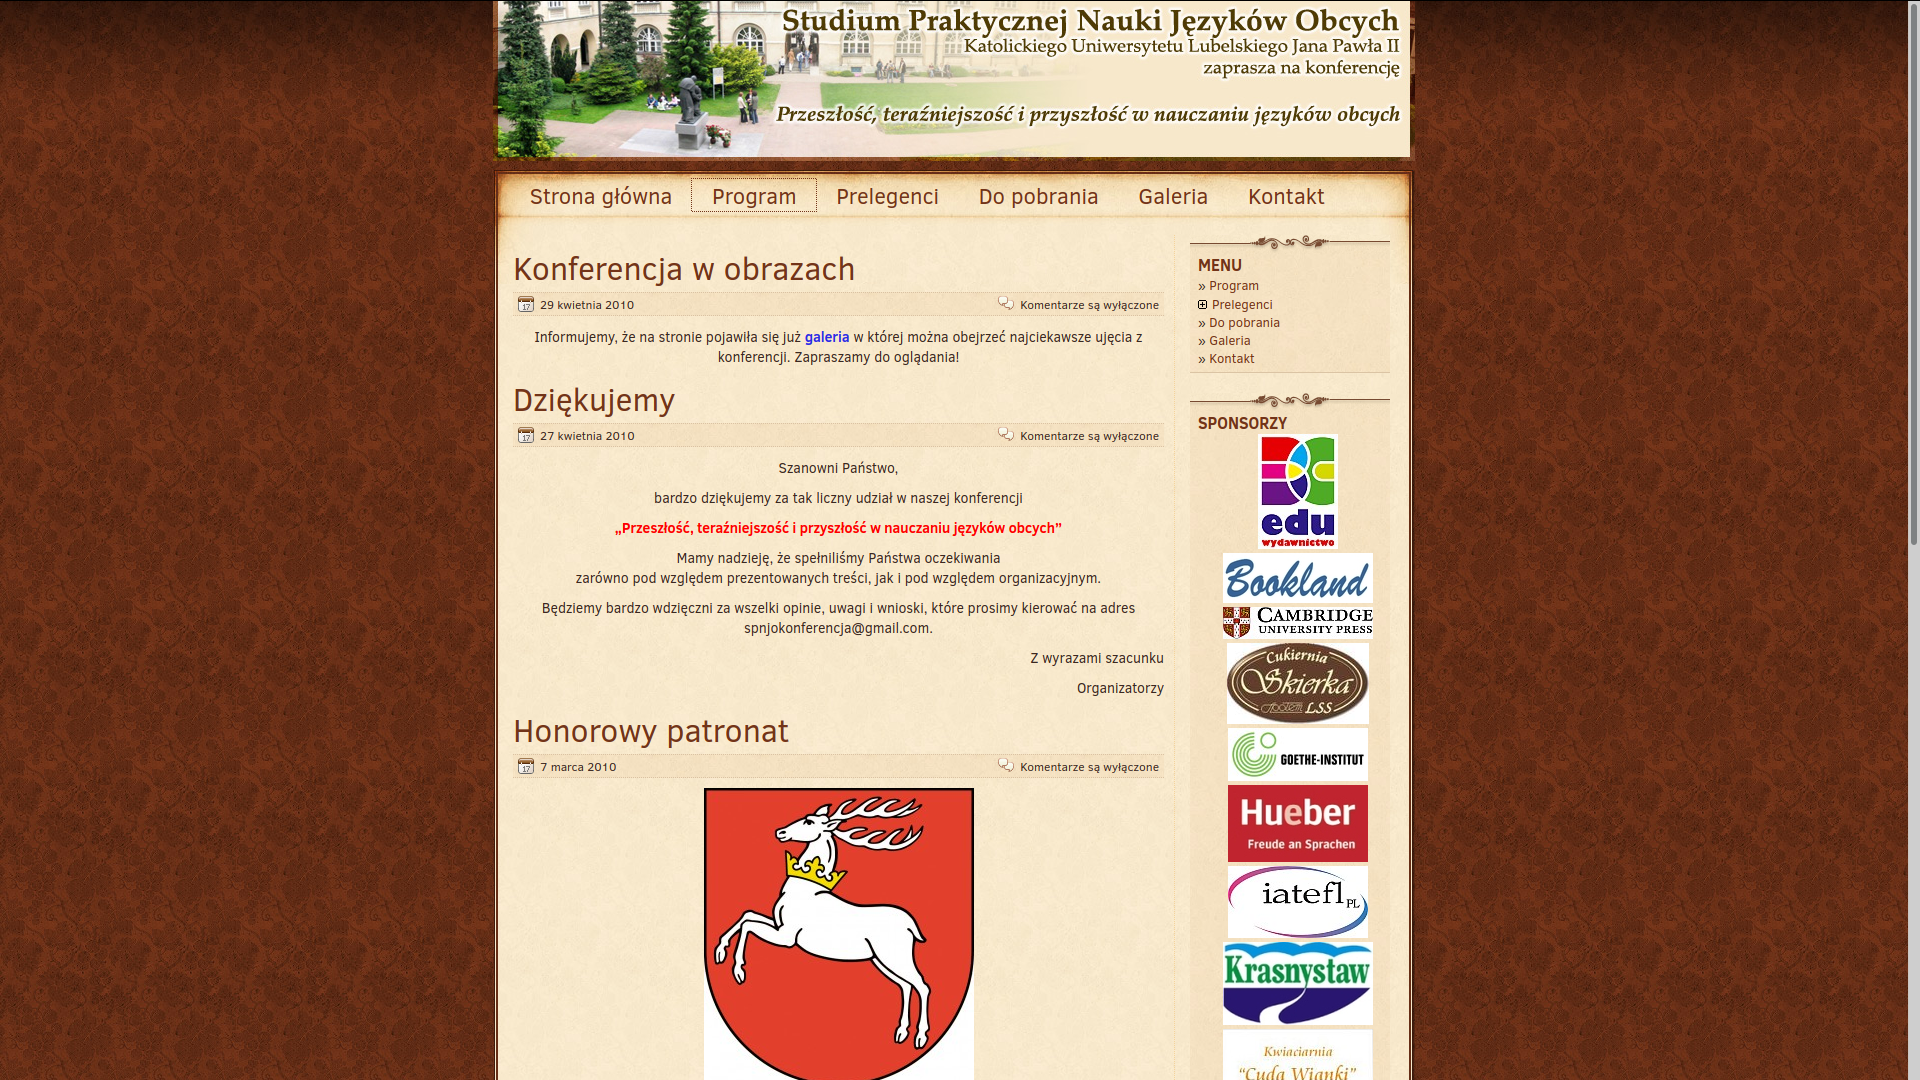 Studium Praktycznej Nauki Języków Obcych
Katolickiego Uniwersytetu Lubelskiego Jana Pawła II
zaprasza na konferencję
Przeszłość, teraźniejszość i przyszłość w nauczaniu języków obcych
Strona główna Program Prelegenci Do pobrania Galeria Kontakt
Konferencja w obrazach
29 kwietnia 2010 Komentarze są wyłączone
Informujemy, że na stronie pojawiła się już galeria w której można obejrzeć najciekawsze ujęcia z
konferencji. Zapraszamy do oglądania!
Dziękujemy
27 kwietnia 2010 Komentarze są wyłączone
Szanowni Państwo,
bardzo dziękujemy za tak liczny udział w naszej konferencji
„Przeszłość, teraźniejszość i przyszłość w nauczaniu języków obcych”
Mamy nadzieję, że spełniliśmy Państwa oczekiwania
zarówno pod względem prezentowanych treści, jak i pod względem organizacyjnym.
Będziemy bardzo wdzięczni za wszelki opinie, uwagi i wnioski, które prosimy kierować na adres
spnjokonferencja@gmail.com.
Z wyrazami szacunku
Organizatorzy
Honorowy patronat
7 marca 2010 Komentarze są wyłączone
MENU
» Program
Prelegenci
» Do pobrania
» Galeria
» Kontakt
SPONSORZY
edu
wydawnictwo
Bookland
CAMBRIDGE
UNIVERSITY PRESS
Cukiernia
Skierka
Społem LSS
GOETHE-INSTITUT
Hueber
Freude an Sprachen
iatefl PL
Krasnystaw
Kwiaciarnia
“Cuda Wianki”